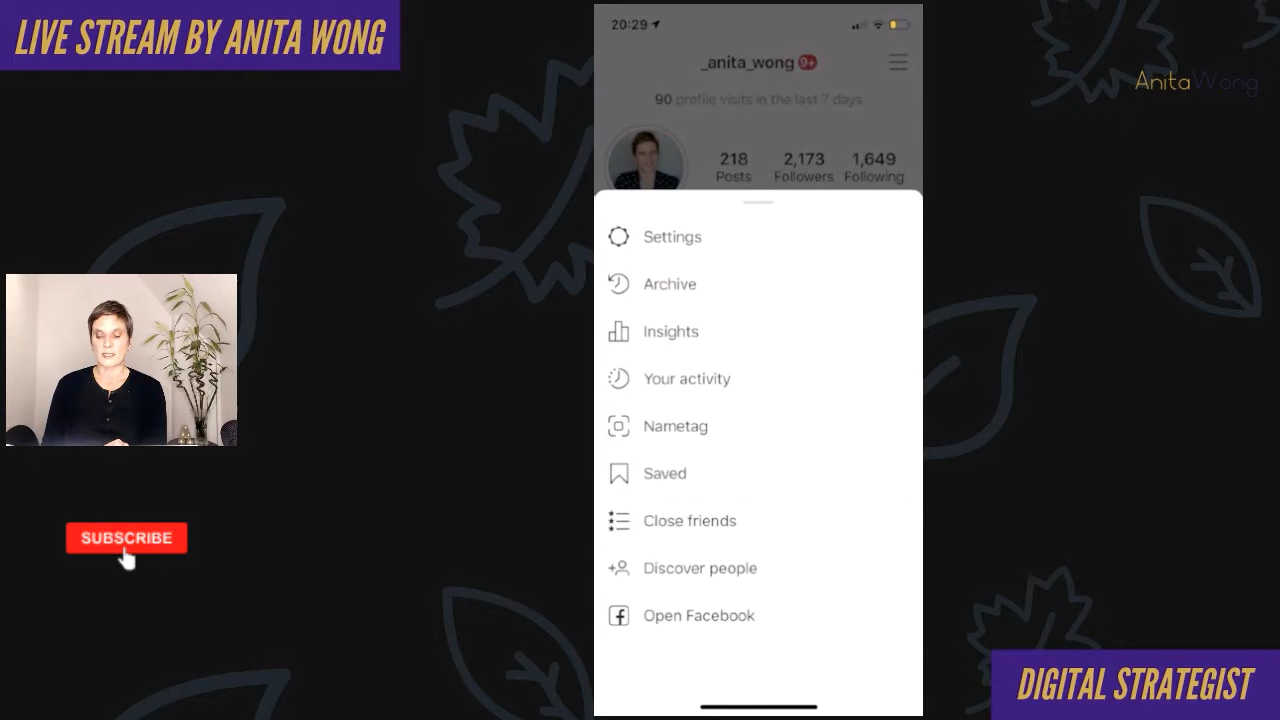 LIVE STREAM BY ANITA WONG
AnitaWong
20:29
_anita_wong 9+
90 profile visits in the last 7 days
218 2,173 1,649
Posts Followers Following
Settings
Archive
Insights
Your activity
Nametag
Saved
Close friends
Discover people
Open Facebook
SUBSCRIBE
DIGITAL STRATEGIST